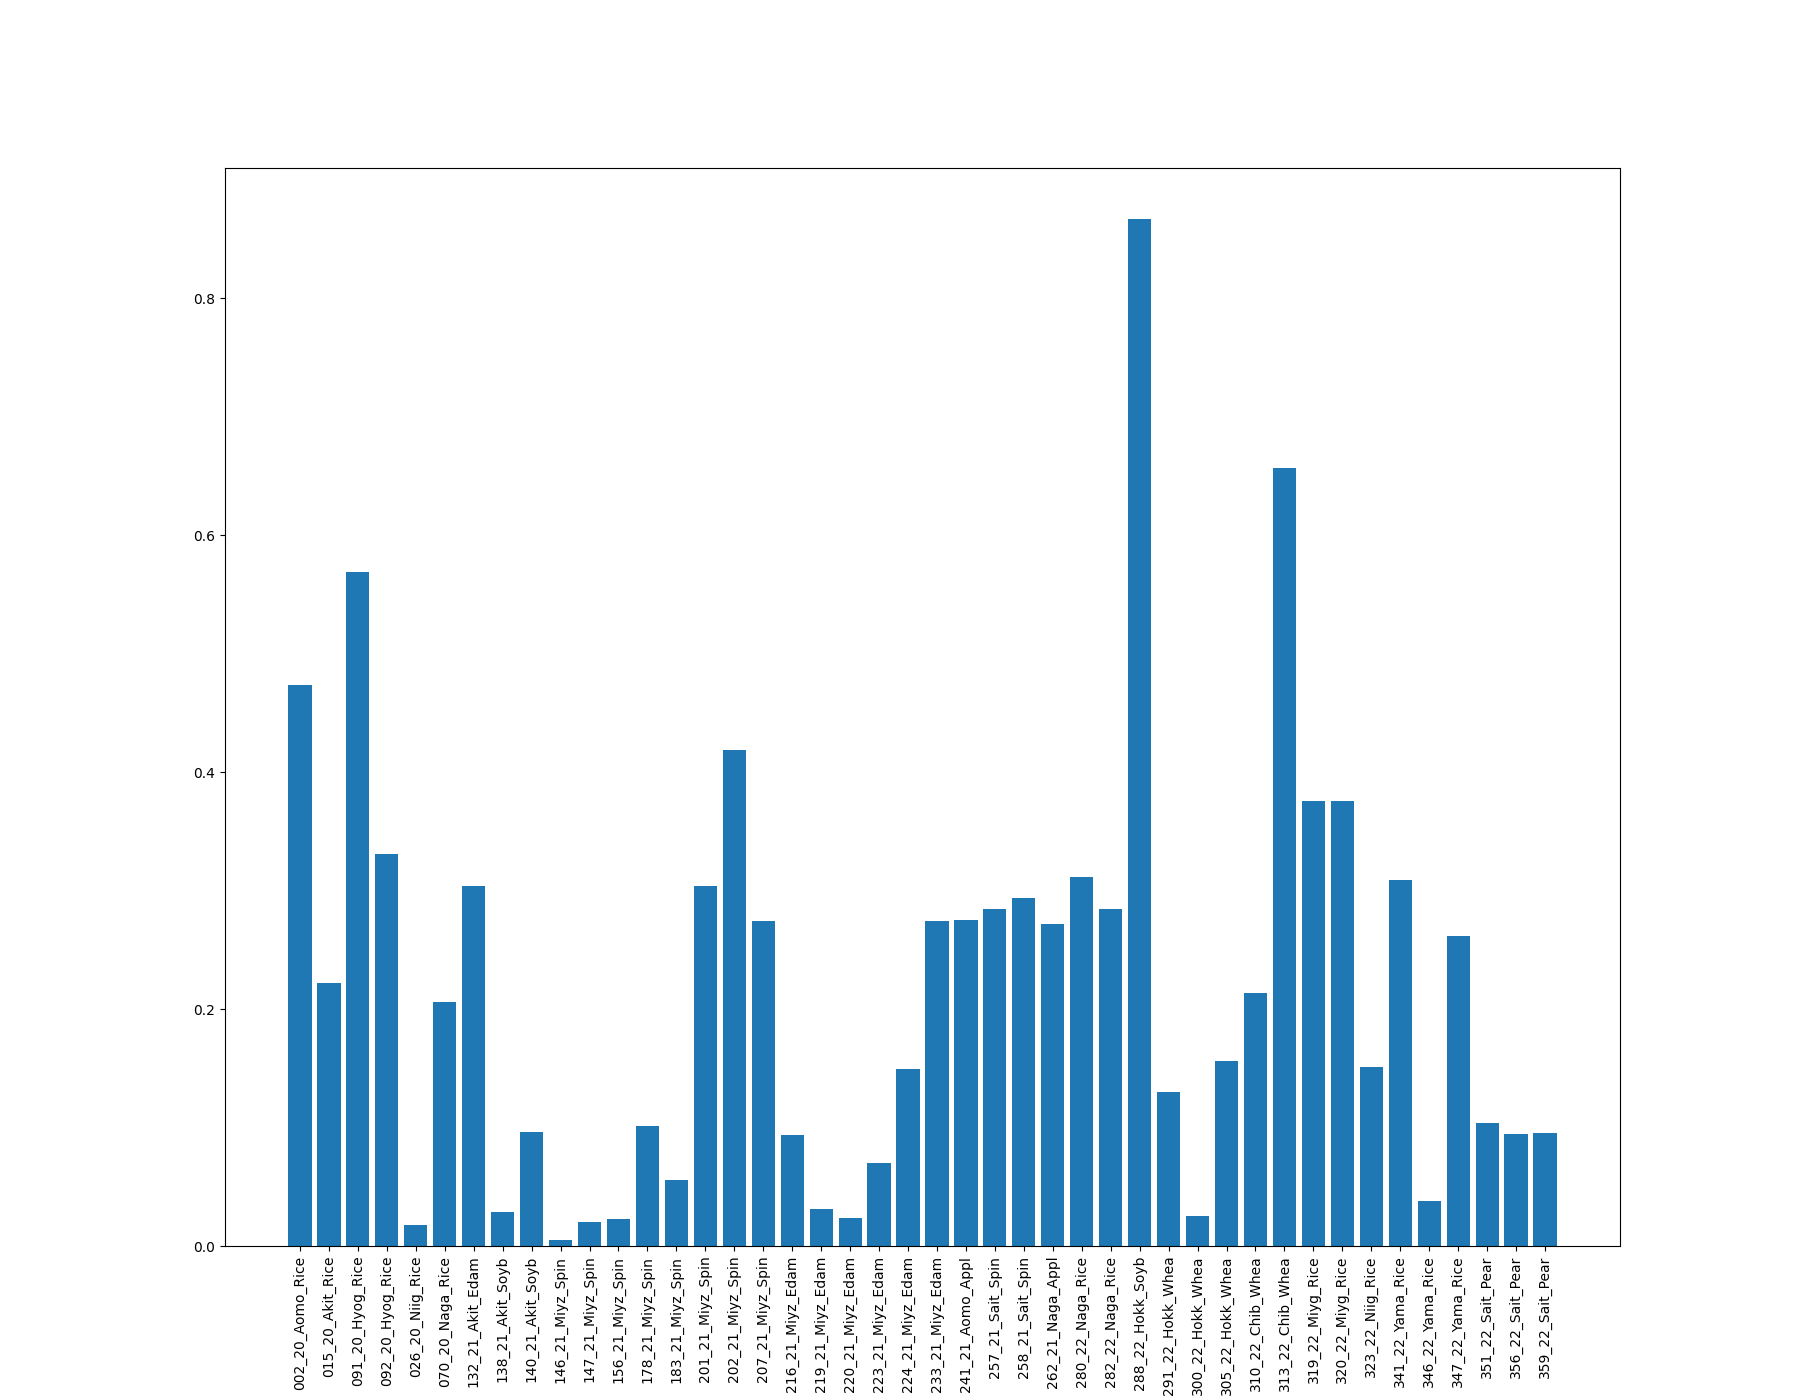 0.8
0.6
0.4
0.2
0.0
002_20_Aomo_Rice
015_20_Akit_Rice
091_20_Hyog_Rice
092_20_Hyog_Rice
026_20_Niig_Rice
070_20_Naga_Rice
132_21_Akit_Edam
138_21_Akit_Soyb
140_21_Akit_Soyb
146_21_Miyz_Spin
147_21_Miyz_Spin
156_21_Miyz_Spin
178_21_Miyz_Spin
183_21_Miyz_Spin
201_21_Miyz_Spin
202_21_Miyz_Spin
207_21_Miyz_Spin
216_21_Miyz_Edam
219_21_Miyz_Edam
220_21_Miyz_Edam
223_21_Miyz_Edam
224_21_Miyz_Edam
233_21_Miyz_Edam
241_21_Aomo_Appl
257_21_Sait_Spin
258_21_Sait_Spin
262_21_Naga_Appl
280_22_Naga_Rice
282_22_Naga_Rice
288_22_Hokk_Soyb
291_22_Hokk_Whea
300_22_Hokk_Whea
305_22_Hokk_Whea
310_22_Chib_Whea
313_22_Chib_Whea
319_22_Miyg_Rice
320_22_Miyg_Rice
323_22_Niig_Rice
341_22_Yama_Rice
346_22_Yama_Rice
347_22_Yama_Rice
351_22_Sait_Pear
356_22_Sait_Pear
359_22_Sait_Pear